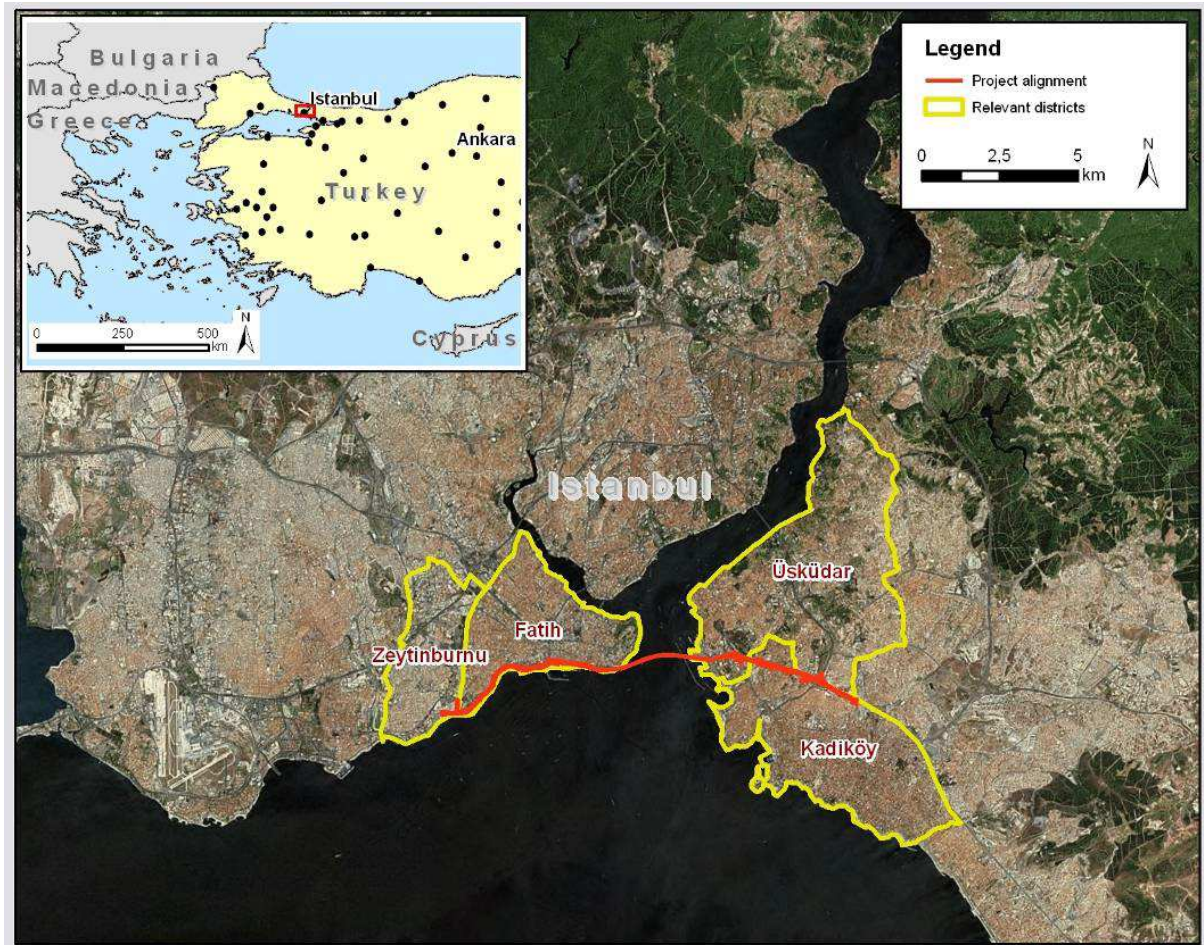 Bulgaria
Macedonia
Greece
Istanbul
Ankara
Turkey
Cyprus
N
0 250 500
km
Legend
Project alignment
Relevant districts
N
0 2,5 5
km
Istanbul
Üsküdar
Fatih
Zeytinburnu
Kadiköy